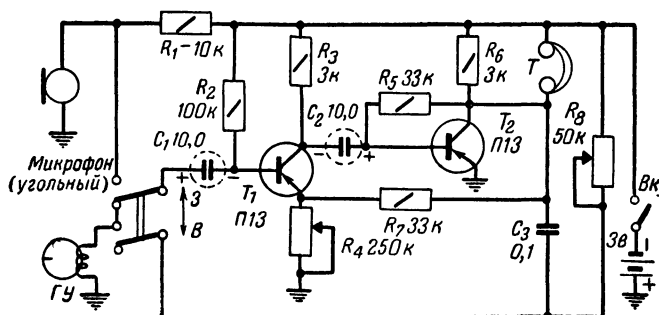 R₁-10к
R₂
100к
R₃
3к
R₆
3к
R₅ 33к
T
R₈
50к
C₁ 10,0
C₂ 10,0
+
-
-
+
T₁
П13
T₂
П13
Микрофон
(угольный)
З
В
R₄ 250к
R₇ 33к
C₃
0,1
Вк
3в
-
+
ГУ